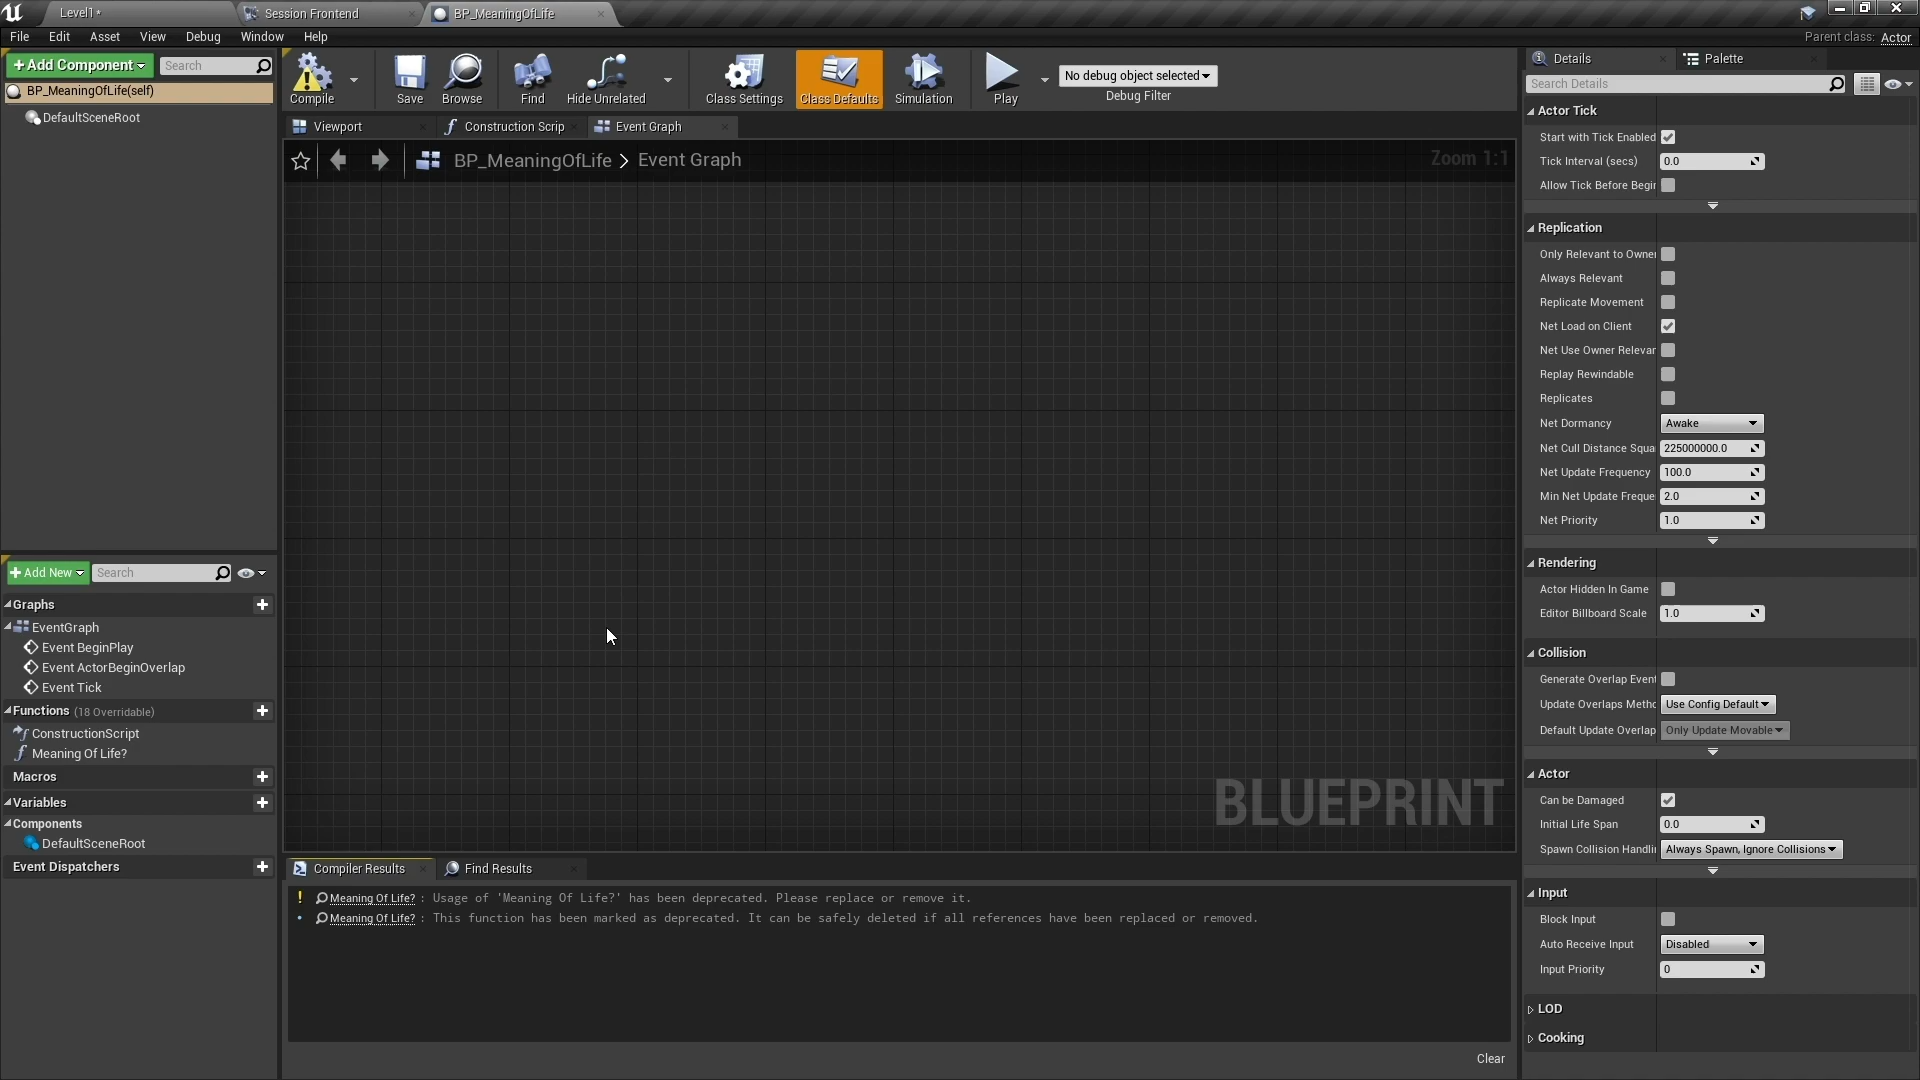 Level1*
Session Frontend
BP_MeaningOfLife
File Edit Asset View Debug Window Help
Parent class: Actor
Add Component
Search
BP_MeaningOfLife(self)
DefaultSceneRoot
Compile
Save
Browse
Find
Hide Unrelated
Class Settings
Class Defaults
Simulation
Play
No debug object selected
Debug Filter
Viewport
Construction Scrip
Event Graph
BP_MeaningOfLife > Event Graph
Zoom 1:1
BLUEPRINT
Add New
Search
Graphs
EventGraph
Event BeginPlay
Event ActorBeginOverlap
Event Tick
Functions (18 Overridable)
ConstructionScript
Meaning Of Life?
Macros
Variables
Components
DefaultSceneRoot
Event Dispatchers
Compiler Results
Find Results
Meaning Of Life? : Usage of 'Meaning Of Life?' has been deprecated. Please replace or remove it.
Meaning Of Life? : This function has been marked as deprecated. It can be safely deleted if all references have been replaced or removed.
Clear
Details
Palette
Search Details
Actor Tick
Start with Tick Enabled
Tick Interval (secs) 0.0
Allow Tick Before Begin
Replication
Only Relevant to Owner
Always Relevant
Replicate Movement
Net Load on Client
Net Use Owner Relevan
Replay Rewindable
Replicates
Net Dormancy Awake
Net Cull Distance Squa 225000000.0
Net Update Frequency 100.0
Min Net Update Freque 2.0
Net Priority 1.0
Rendering
Actor Hidden In Game
Editor Billboard Scale 1.0
Collision
Generate Overlap Event
Update Overlaps Metho Use Config Default
Default Update Overlap Only Update Movable
Actor
Can be Damaged
Initial Life Span 0.0
Spawn Collision Handli Always Spawn, Ignore Collisions
Input
Block Input
Auto Receive Input Disabled
Input Priority 0
LOD
Cooking